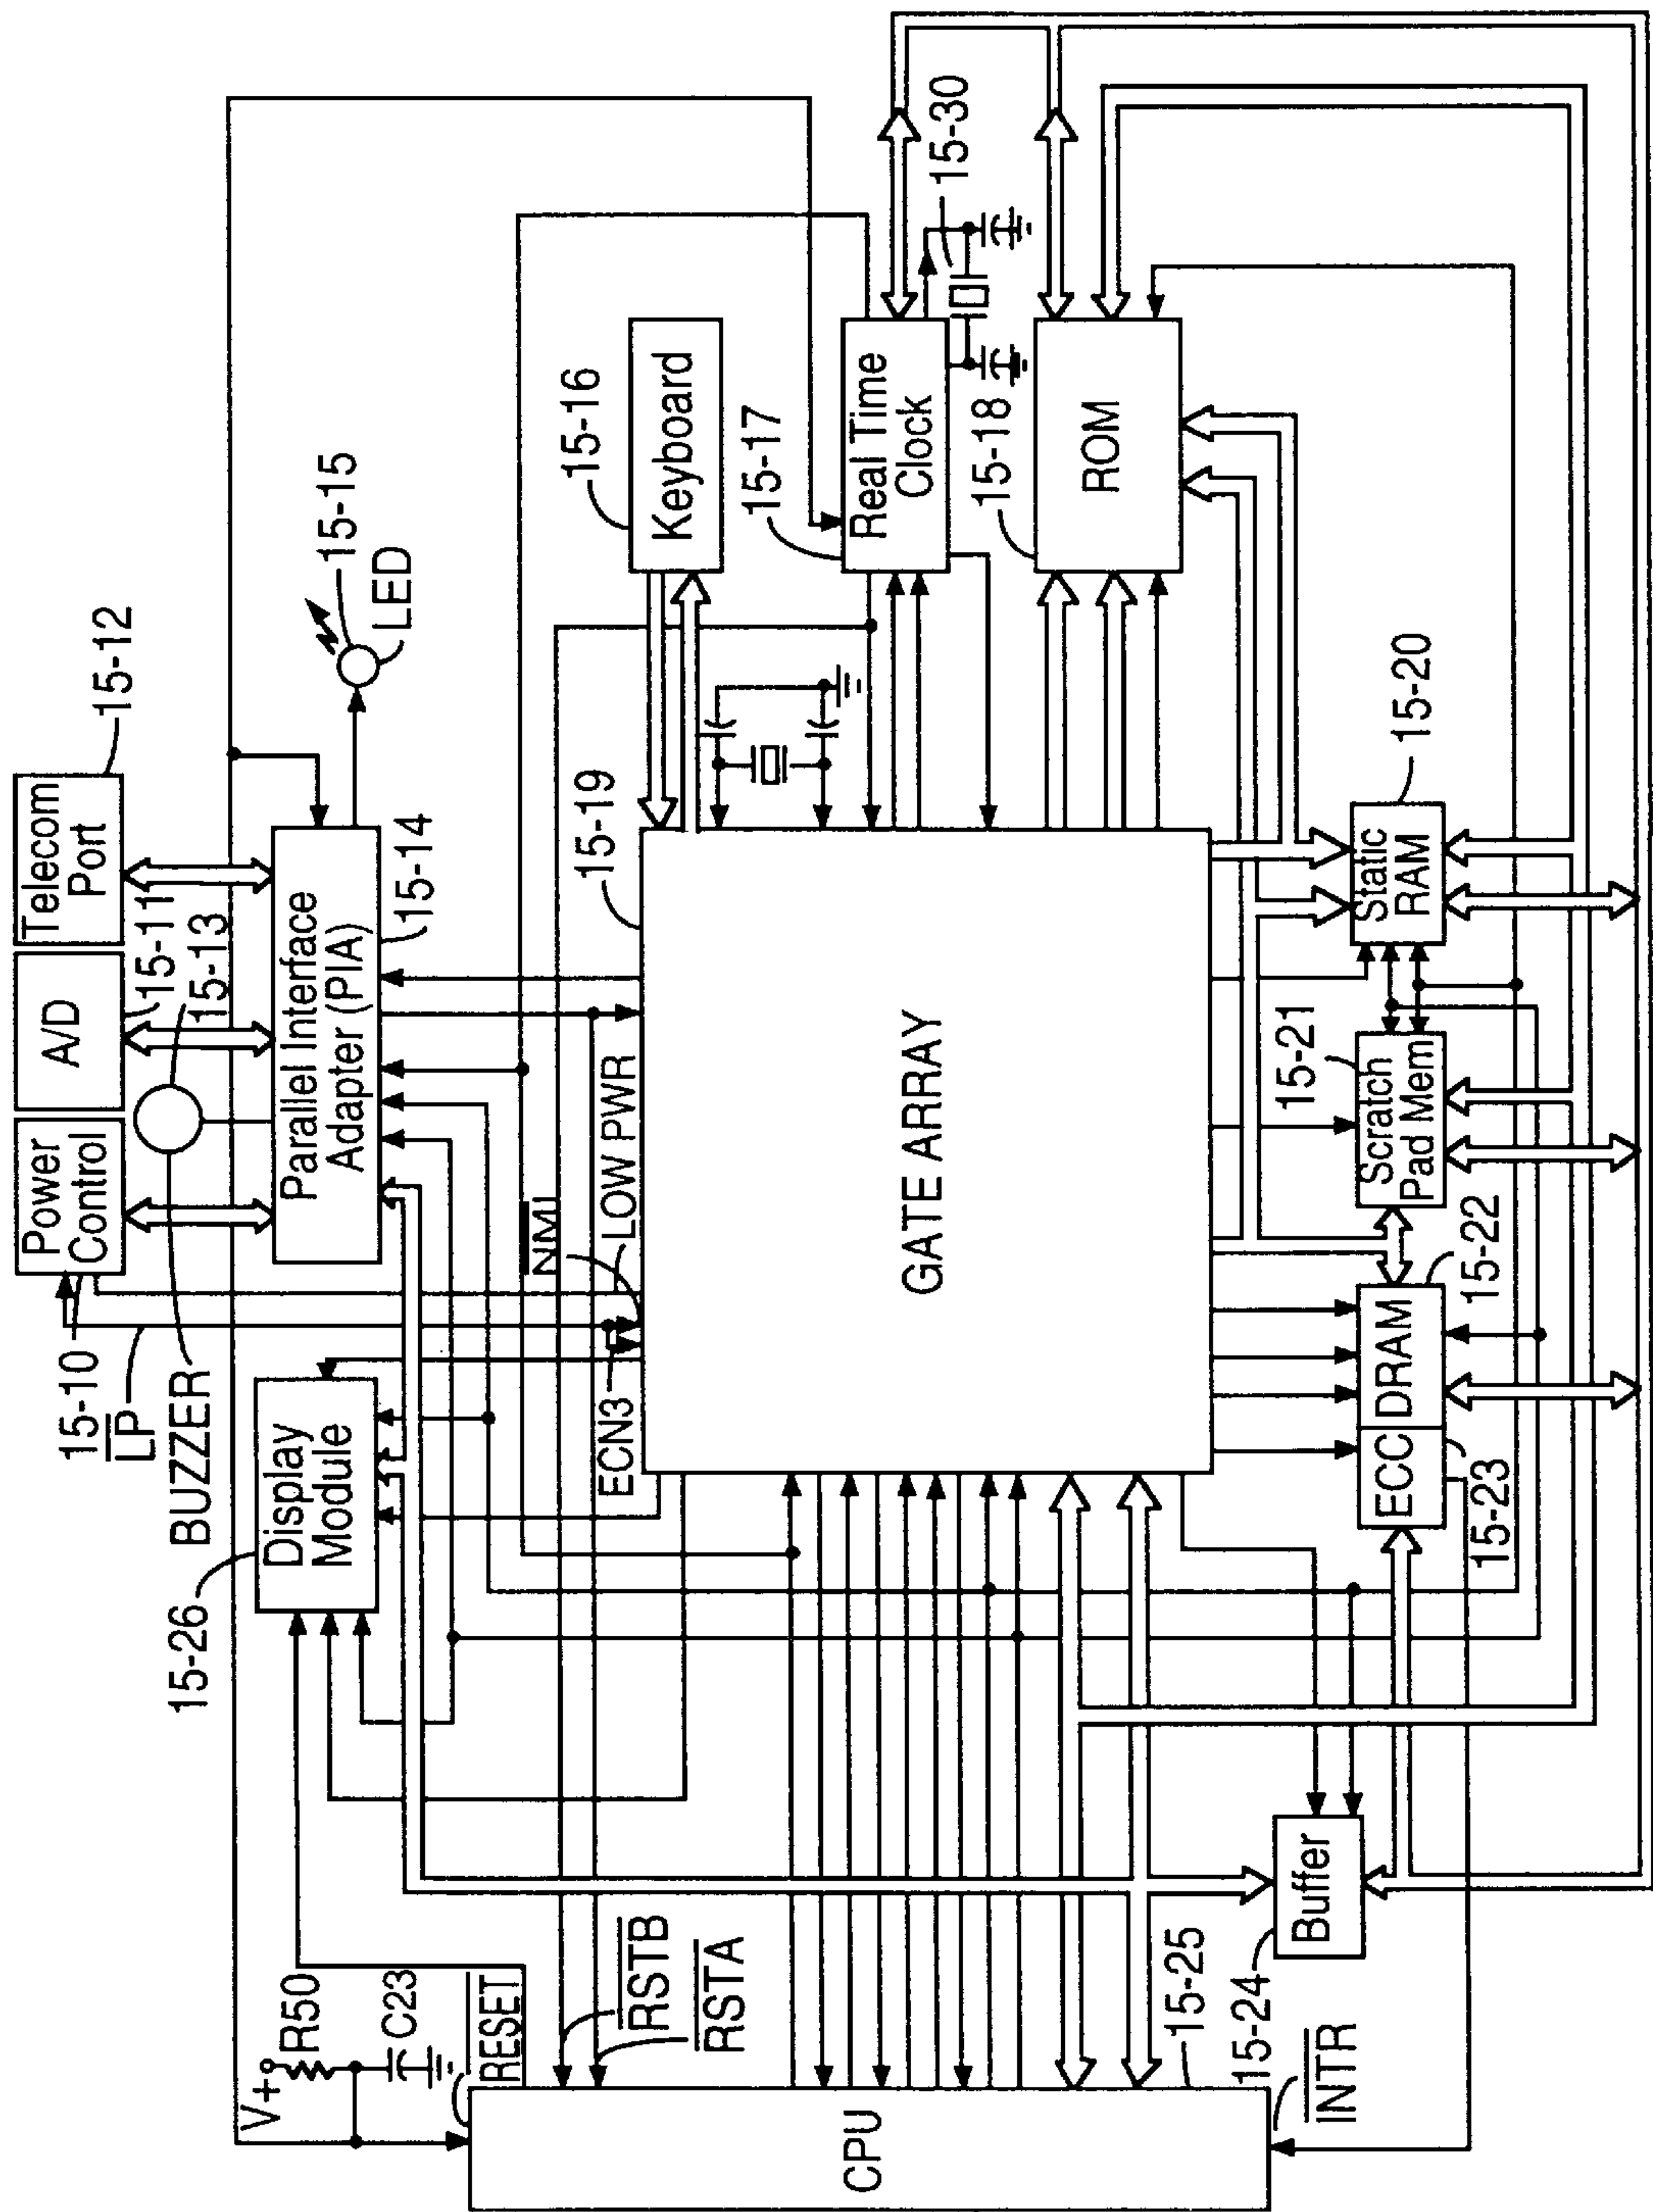 15-12
Telecom
Port
15-11
A/D
15-13
Power
Control
15-10
LP
BUZZER
15-15
LED
Parallel Interface
Adapter (PIA)
15-14
Display
Module
15-26
V+
R50
C23
RESET
RSTB
RSTA
CPU
15-25
INTR
15-24
Buffer
ECN3
NMI
LOW PWR
15-19
GATE ARRAY
15-16
Keyboard
15-17
Real Time
Clock
15-30
15-18
ROM
15-20
Static
RAM
15-21
Scratch
Pad Mem
15-22
DRAM
ECC
15-23